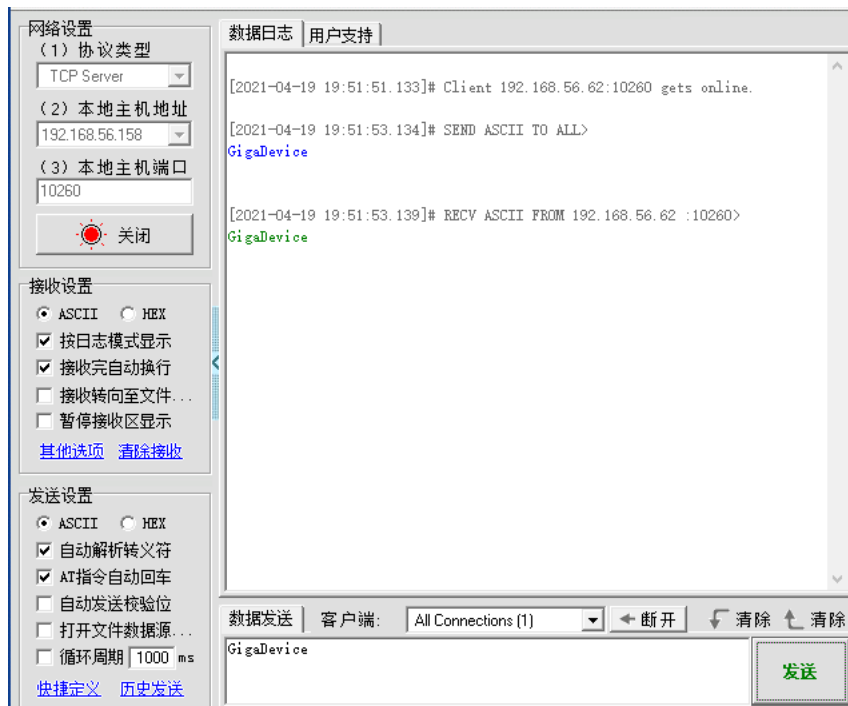 网络设置
（1）协议类型
TCP Server
（2）本地主机地址
192.168.56.158
（3）本地主机端口
10260
关闭
接收设置
ASCII HEX
按日志模式显示
接收完自动换行
接收转向至文件...
暂停接收区显示
其他选项 清除接收
发送设置
ASCII HEX
自动解析转义符
AT指令自动回车
自动发送校验位
打开文件数据源...
循环周期 1000 ms
快捷定义 历史发送
数据日志 用户支持
[2021-04-19 19:51:51.133]# Client 192.168.56.62:10260 gets online.
[2021-04-19 19:51:53.134]# SEND ASCII TO ALL>
GigaDevice
[2021-04-19 19:51:53.139]# RECV ASCII FROM 192.168.56.62 :10260>
GigaDevice
数据发送 客户端: All Connections (1) 断开 清除 清除
GigaDevice
发送